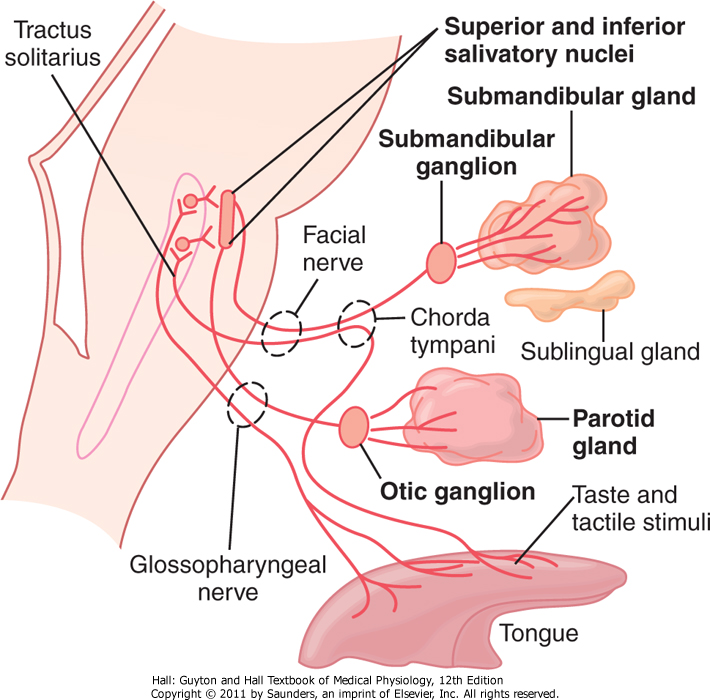 Tractus
solitarius
Superior and inferior
salivatory nuclei
Submandibular gland
Submandibular
ganglion
Facial
nerve
Chorda
tympani
Sublingual gland
Parotid
gland
Otic ganglion
Taste and
tactile stimuli
Glossopharyngeal
nerve
Tongue
Hall: Guyton and Hall Textbook of Medical Physiology, 12th Edition
Copyright © 2011 by Saunders, an imprint of Elsevier, Inc. All rights reserved.